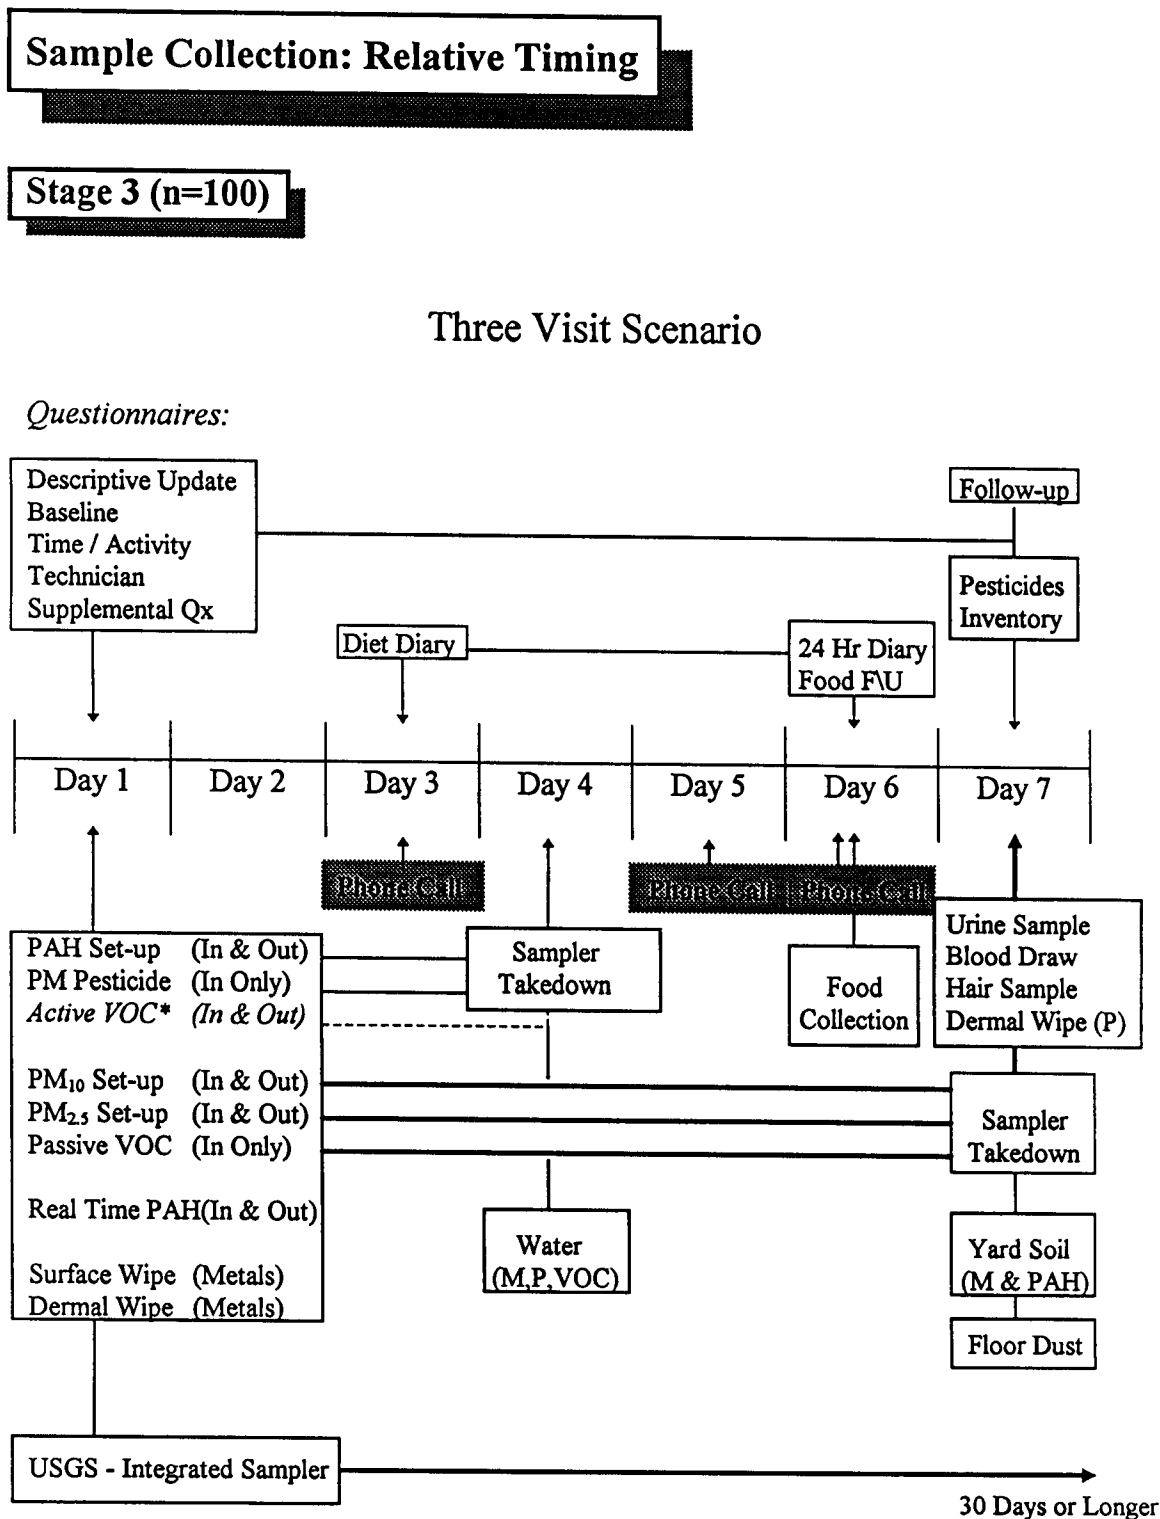 Sample Collection: Relative Timing
Stage 3 (n=100)
Three Visit Scenario
Questionnaires:
Descriptive Update
Baseline
Time / Activity
Technician
Supplemental Qx
Follow-up
Pesticides
Inventory
Diet Diary
24 Hr Diary
Food F\U
Day 1
Day 2
Day 3
Day 4
Day 5
Day 6
Day 7
Phone Call
Phone Call
Phone Call
PAH Set-up (In & Out)
PM Pesticide (In Only)
Active VOC* (In & Out)
PM10 Set-up (In & Out)
PM2.5 Set-up (In & Out)
Passive VOC (In Only)
Real Time PAH(In & Out)
Surface Wipe (Metals)
Dermal Wipe (Metals)
Sampler
Takedown
Water
(M,P,VOC)
Food
Collection
Urine Sample
Blood Draw
Hair Sample
Dermal Wipe (P)
Sampler
Takedown
Yard Soil
(M & PAH)
Floor Dust
USGS - Integrated Sampler
30 Days or Longer